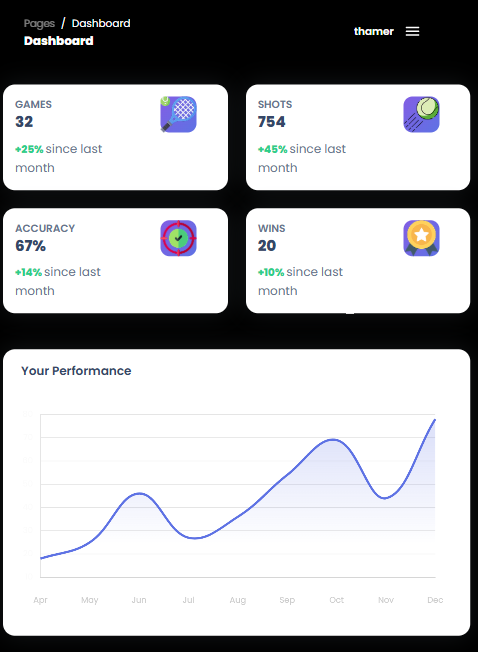 Pages / Dashboard
Dashboard
thamer
GAMES
32
+25% since last
month
SHOTS
754
+45% since last
month
ACCURACY
67%
+14% since last
month
WINS
20
+10% since last
month
Your Performance
Apr May Jun Jul Aug Sep Oct Nov Dec